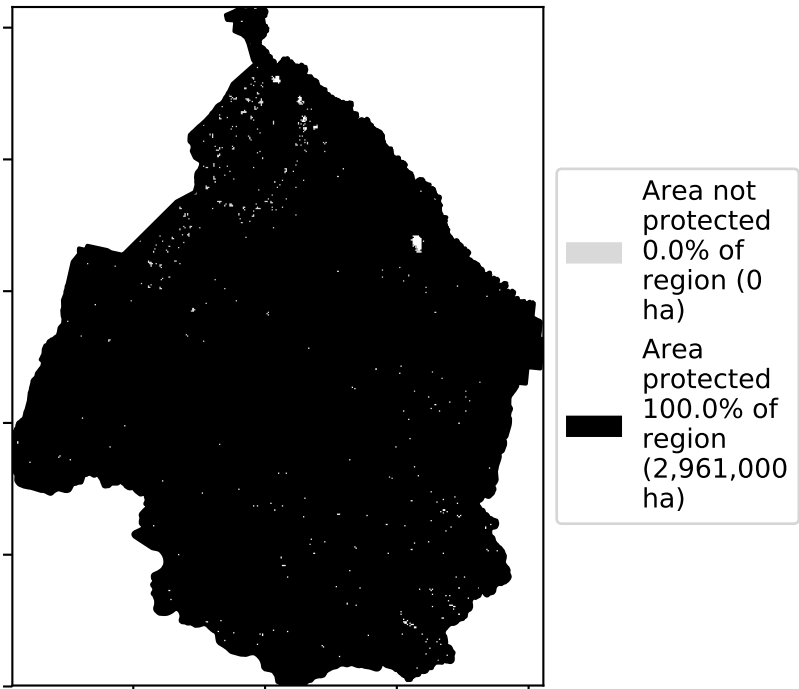 Area not
protected
0.0% of
region (0
ha)
Area
protected
100.0% of
region
(2,961,000
ha)